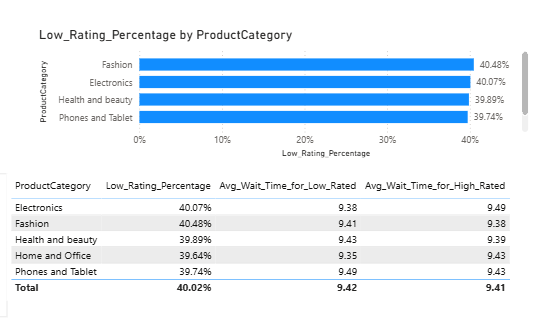 Low_Rating_Percentage by ProductCategory
ProductCategory
Fashion 40.48%
Electronics 40.07%
Health and beauty 39.89%
Phones and Tablet 39.74%
0% 10% 20% 30% 40%
Low_Rating_Percentage
ProductCategory Low_Rating_Percentage Avg_Wait_Time_for_Low_Rated Avg_Wait_Time_for_High_Rated
Electronics 40.07% 9.38 9.49
Fashion 40.48% 9.41 9.38
Health and beauty 39.89% 9.43 9.39
Home and Office 39.64% 9.35 9.43
Phones and Tablet 39.74% 9.49 9.43
Total 40.02% 9.42 9.41